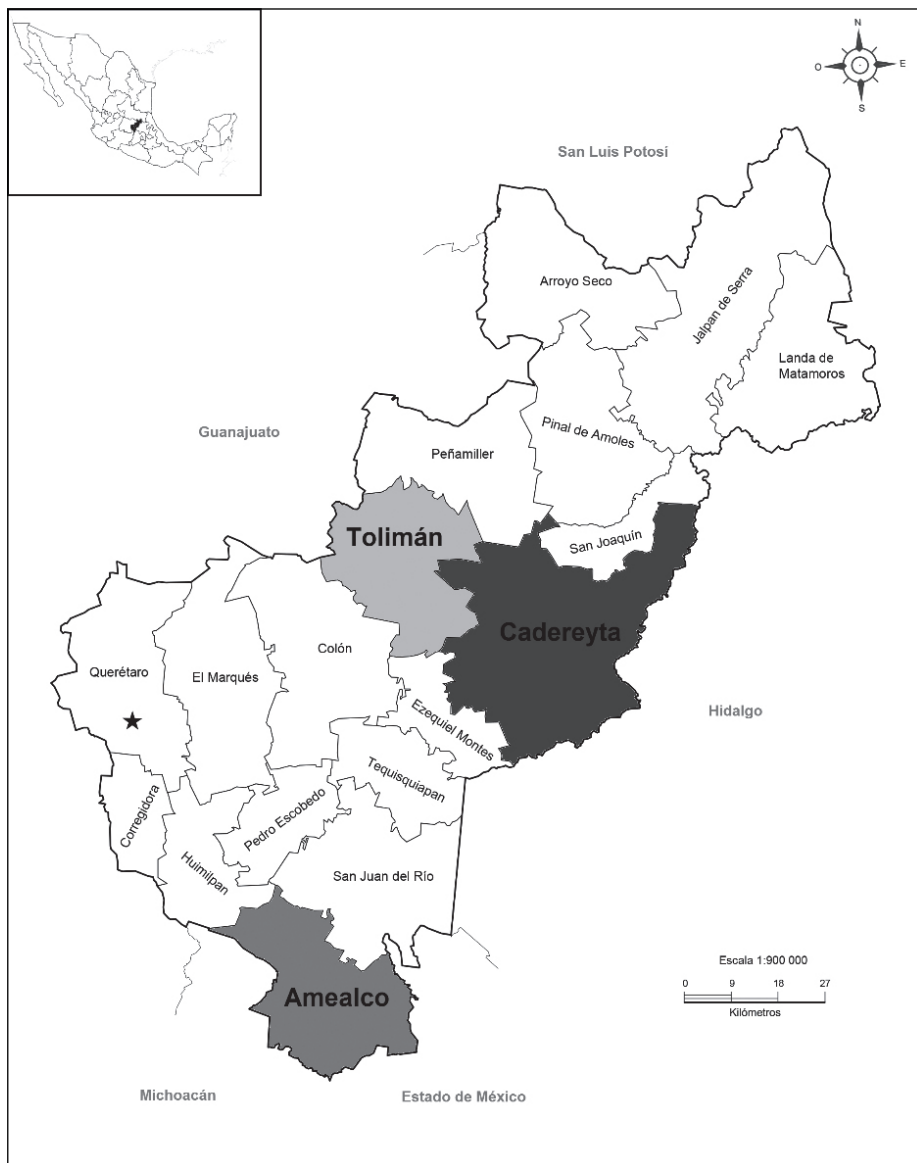 N
O
E
S
San Luis Potosi
Arroyo Seco
Jalpan de Serra
Landa de
Matamoros
Guanajuato
Pinal de Amoles
Peñamiller
Tolimán
San Joaquín
Cadereyta
Colón
Querétaro
El Marqués
Ezequiel Montes
Hidalgo
Tequisquiapan
Corregidora
Pedro Escobedo
Huimilpan
San Juan del Río
Escala 1:900 000
0 9 18 27
Kilómetros
Amealco
Michoacán
Estado de México